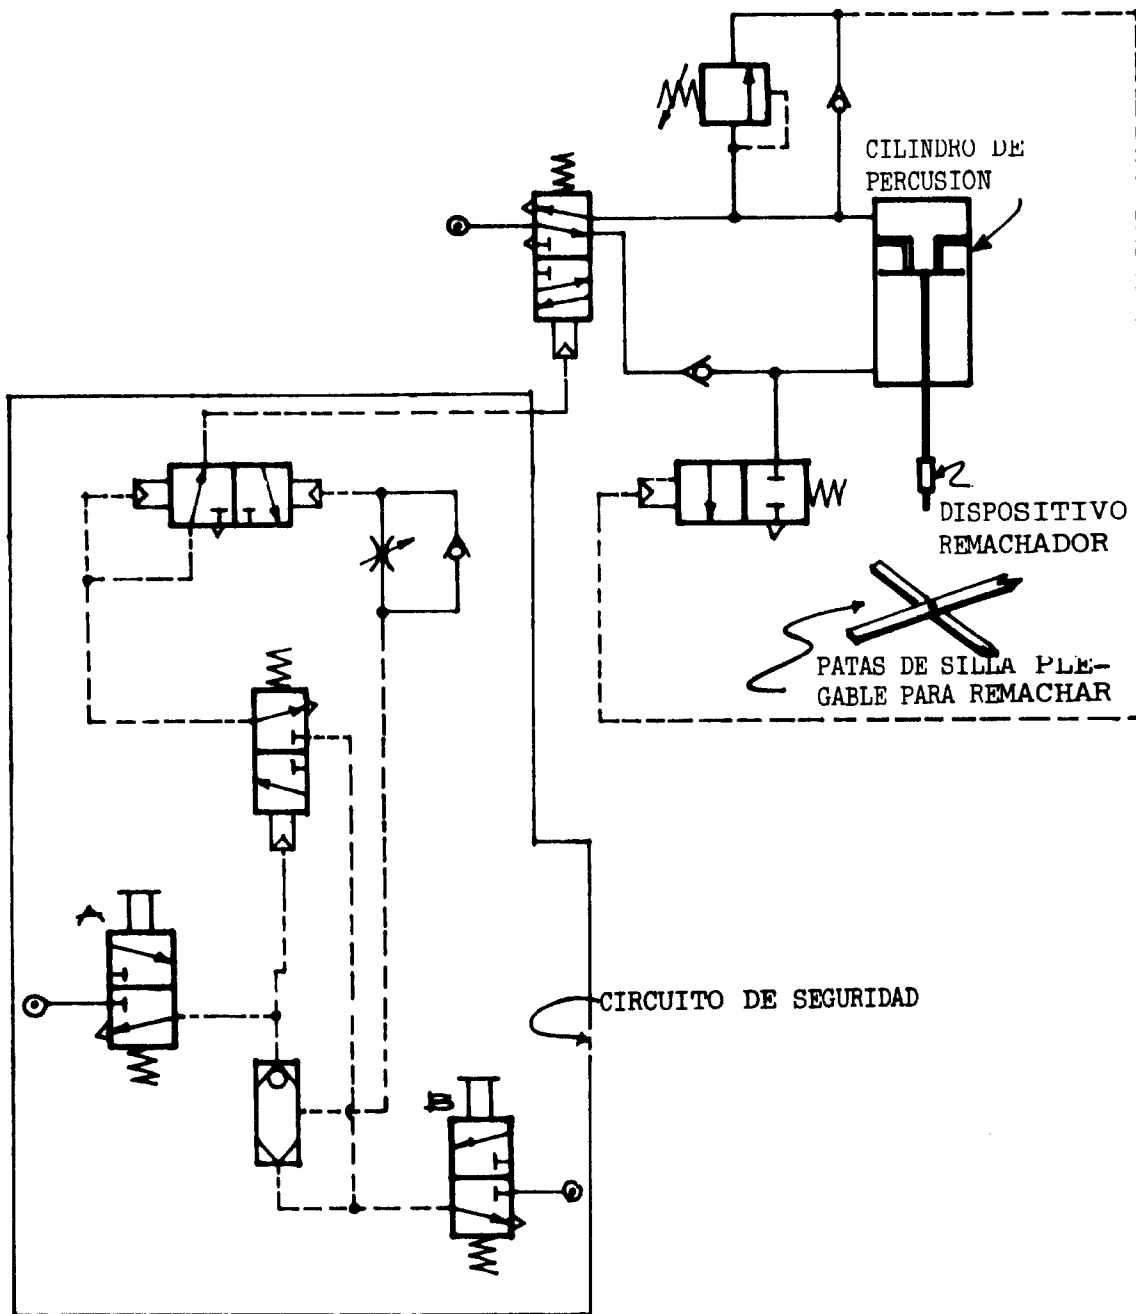 CILINDRO DE
PERCUSION
DISPOSITIVO
REMACHADOR
PATAS DE SILLA PLE-
GABLE PARA REMACHAR
A
CIRCUITO DE SEGURIDAD
B